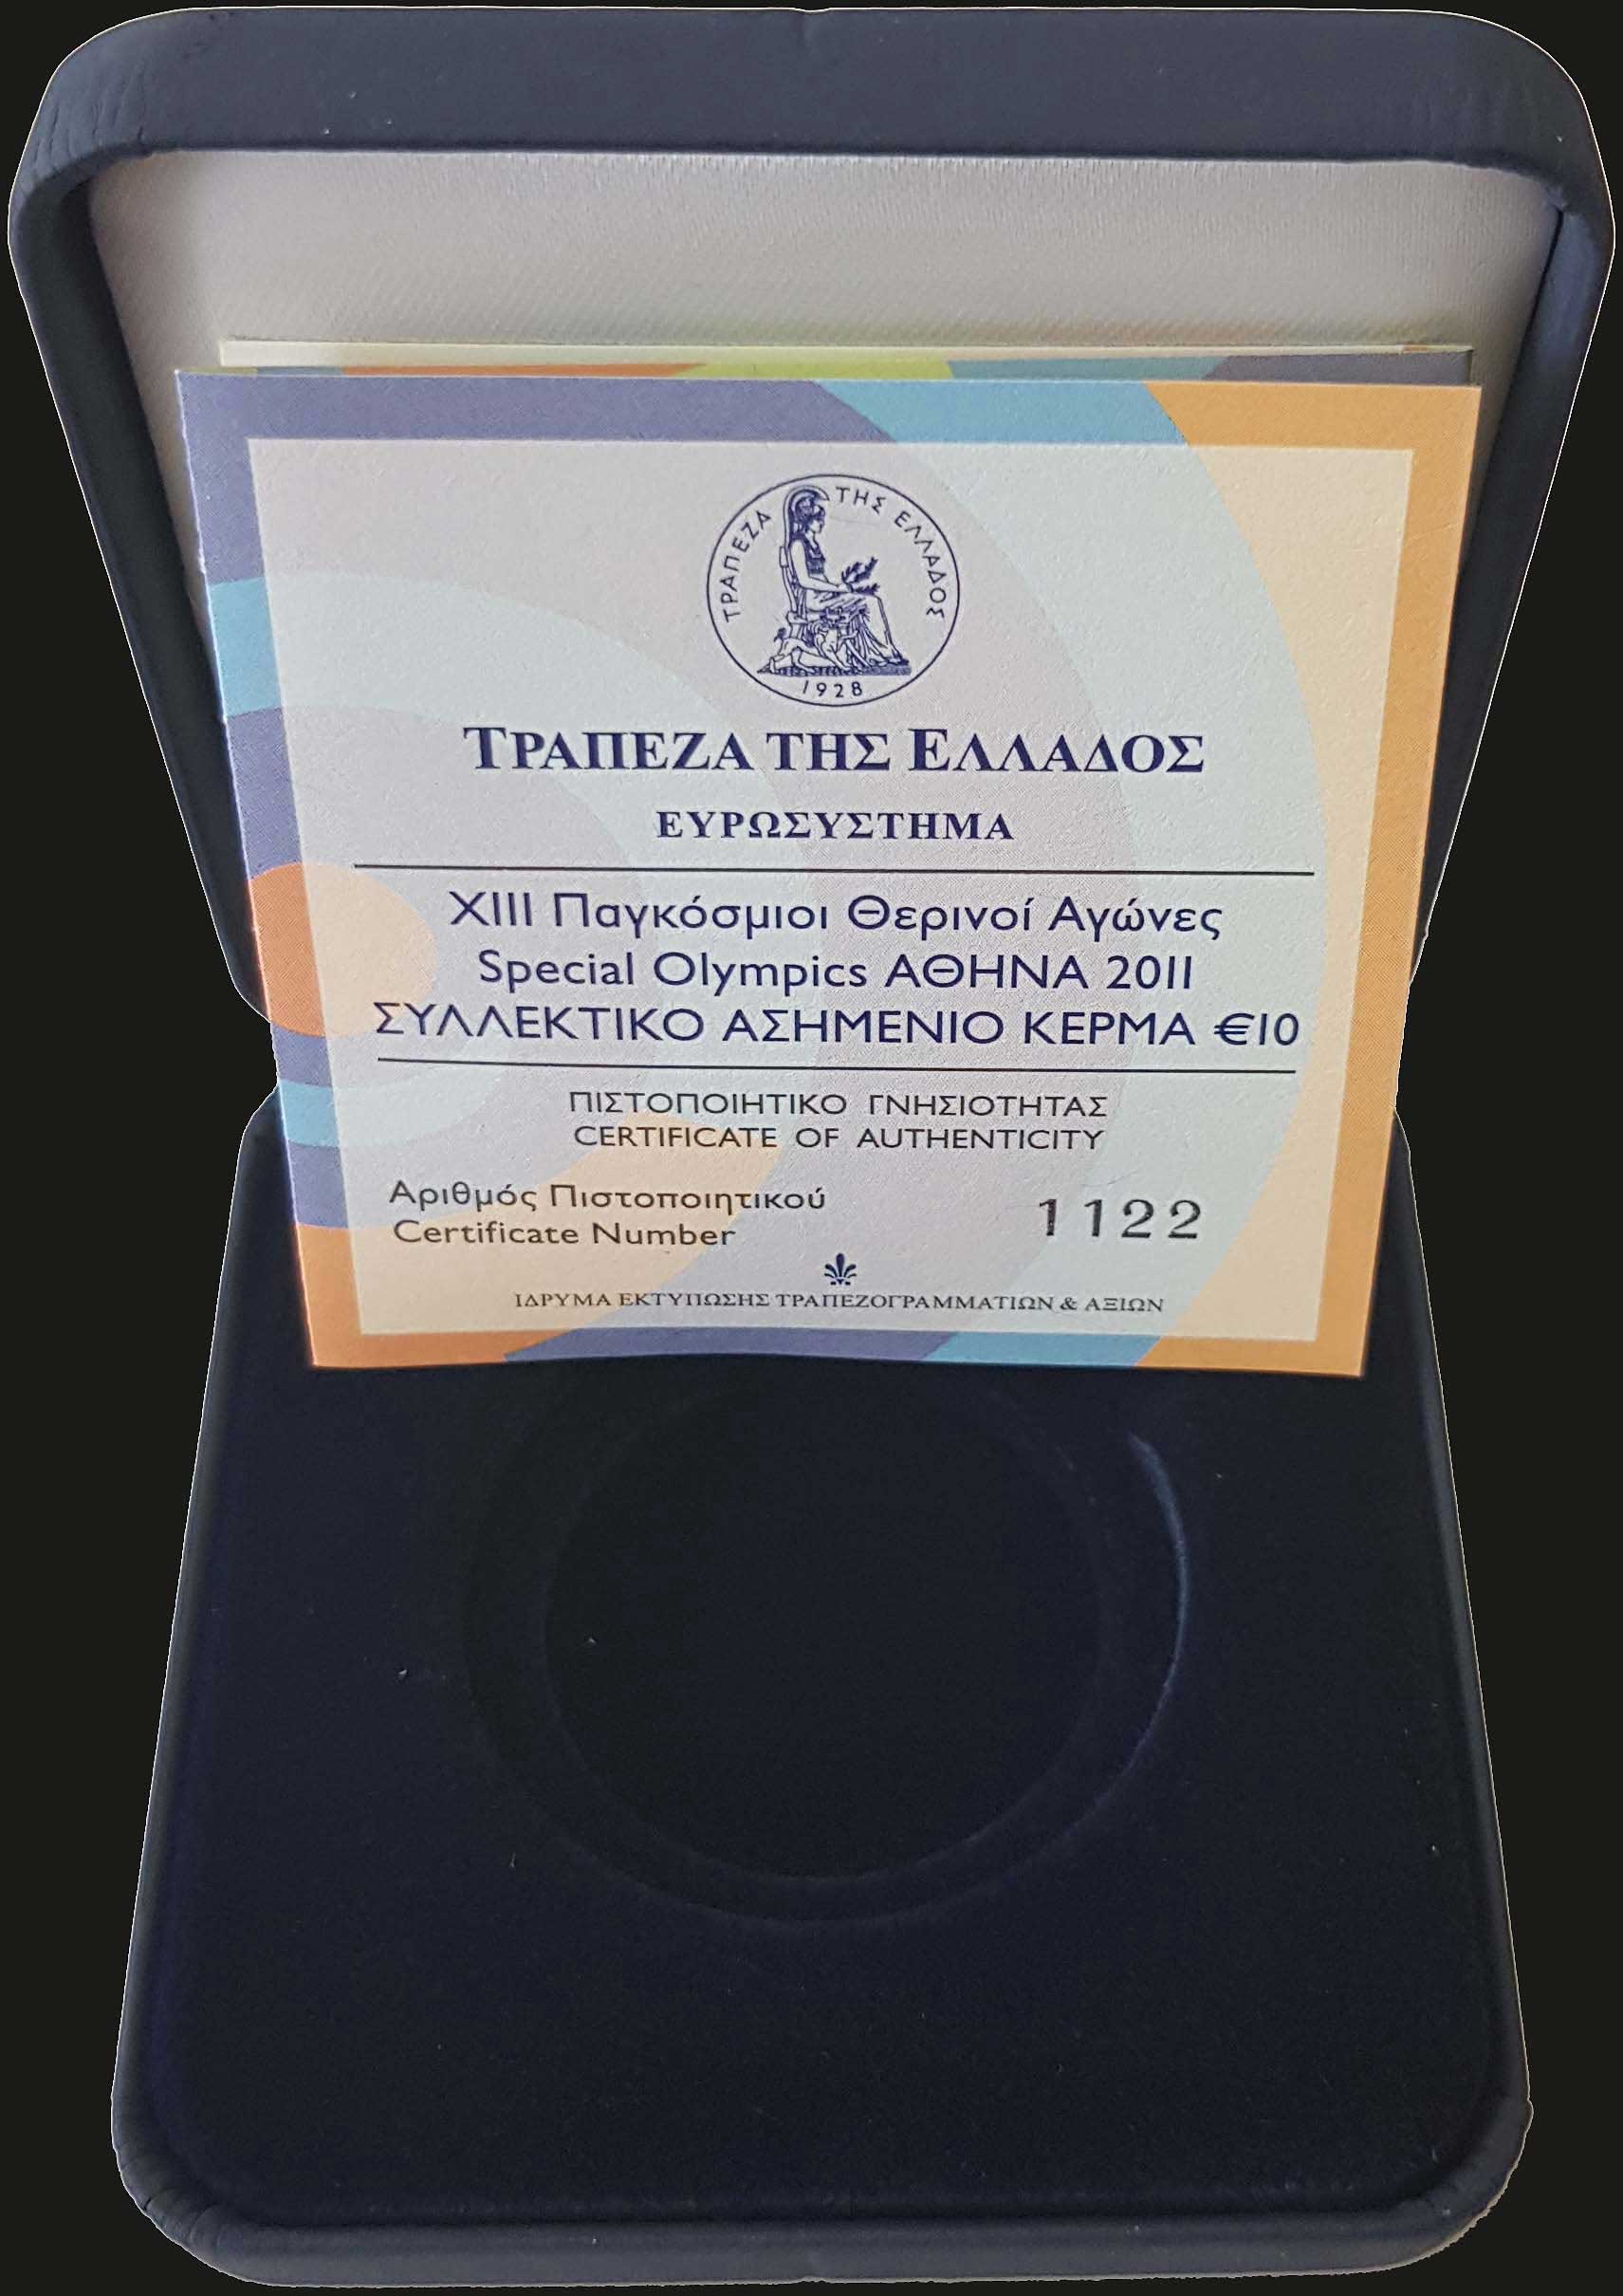 ΤΡΑΠΕΖΑ ΤΗΣ ΕΛΛΑΔΟΣ
1928
ΤΡΑΠΕΖΑ ΤΗΣ ΕΛΛΑΔΟΣ
ΕΥΡΩΣΥΣΤΗΜΑ
XIII Παγκόσμιοι Θερινοί Αγώνες
Special Olympics ΑΘΗΝΑ 2011
ΣΥΛΛΕΚΤΙΚΟ ΑΣΗΜΕΝΙΟ ΚΕΡΜΑ €10
ΠΙΣΤΟΠΟΙΗΤΙΚΟ ΓΝΗΣΙΟΤΗΤΑΣ
CERTIFICATE OF AUTHENTICITY
Αριθμός Πιστοποιητικού
Certificate Number
1122
ΙΔΡΥΜΑ ΕΚΤΥΠΩΣΗΣ ΤΡΑΠΕΖΟΓΡΑΜΜΑΤΙΩΝ & ΑΞΙΩΝ